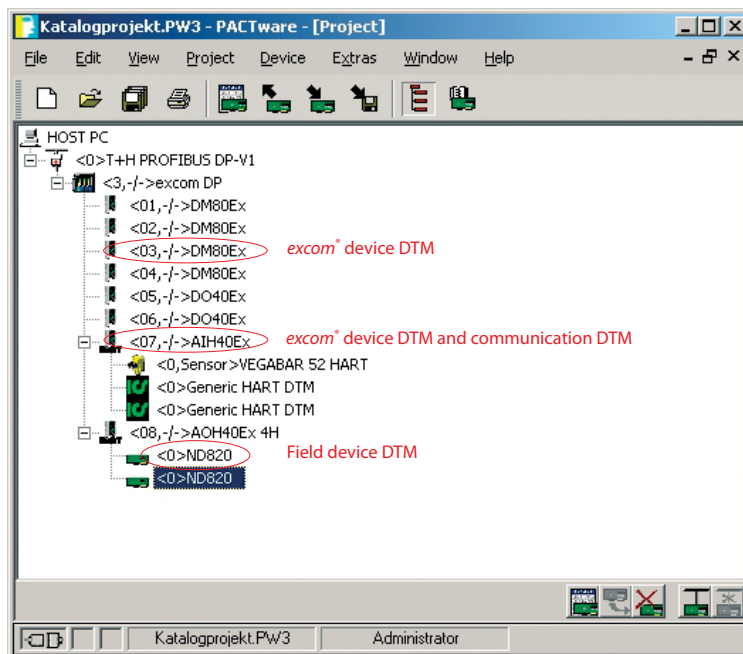 Katalogprojekt.PW3 - PACTware - [Project]
File Edit View Project Device Extras Window Help
HOST PC
<0>T+H PROFIBUS DP-V1
<3,-/->excom DP
<01,-/->DM80Ex
<02,-/->DM80Ex
<03,-/->DM80Ex excom® device DTM
<04,-/->DM80Ex
<05,-/->DO40Ex
<06,-/->DO40Ex
<07,-/->AIH40Ex excom® device DTM and communication DTM
<0,Sensor>VEGABAR 52 HART
<0>Generic HART DTM
<0>Generic HART DTM
<08,-/->AOH40Ex 4H
<0>ND820 Field device DTM
<0>ND820
Katalogprojekt.PW3 Administrator